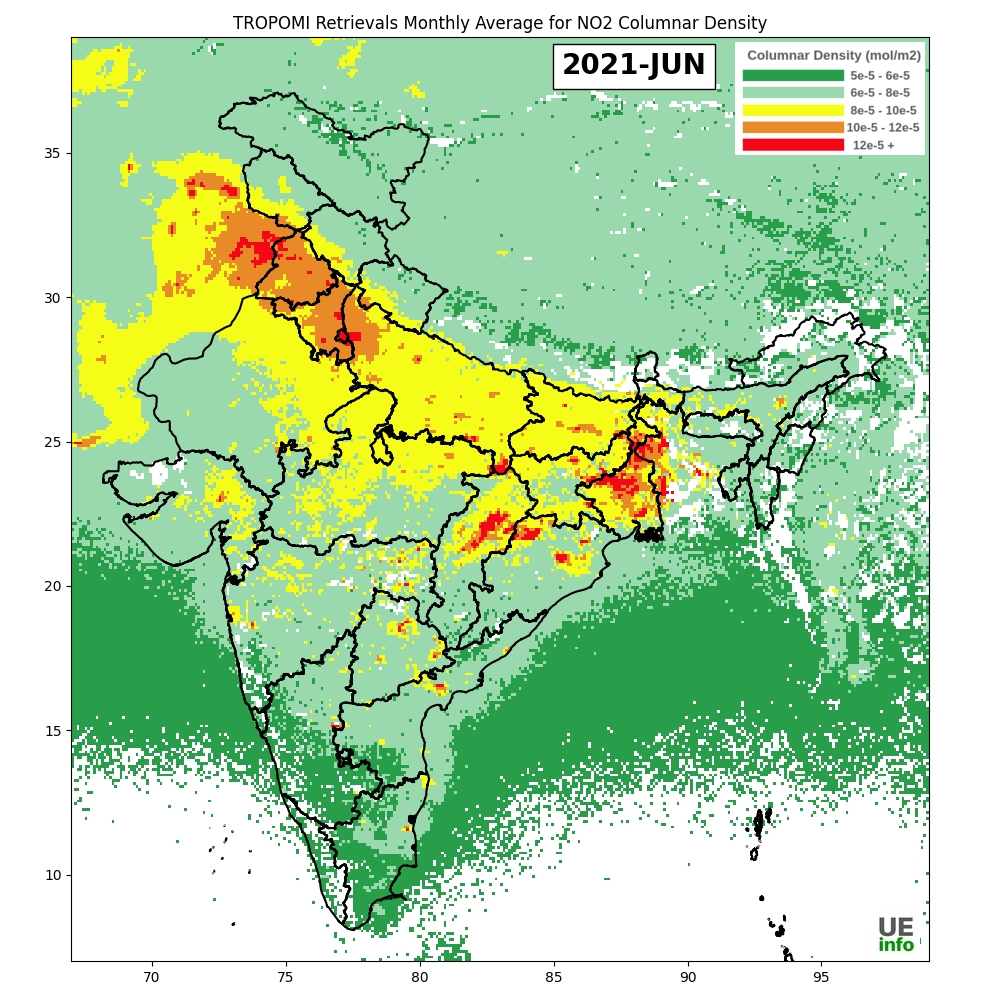 TROPOMI Retrievals Monthly Average for NO2 Columnar Density
2021-JUN
Columnar Density (mol/m2)
5e-5 - 6e-5
6e-5 - 8e-5
8e-5 - 10e-5
10e-5 - 12e-5
12e-5 +
35
30
25
20
15
10
UE
info
70 75 80 85 90 95